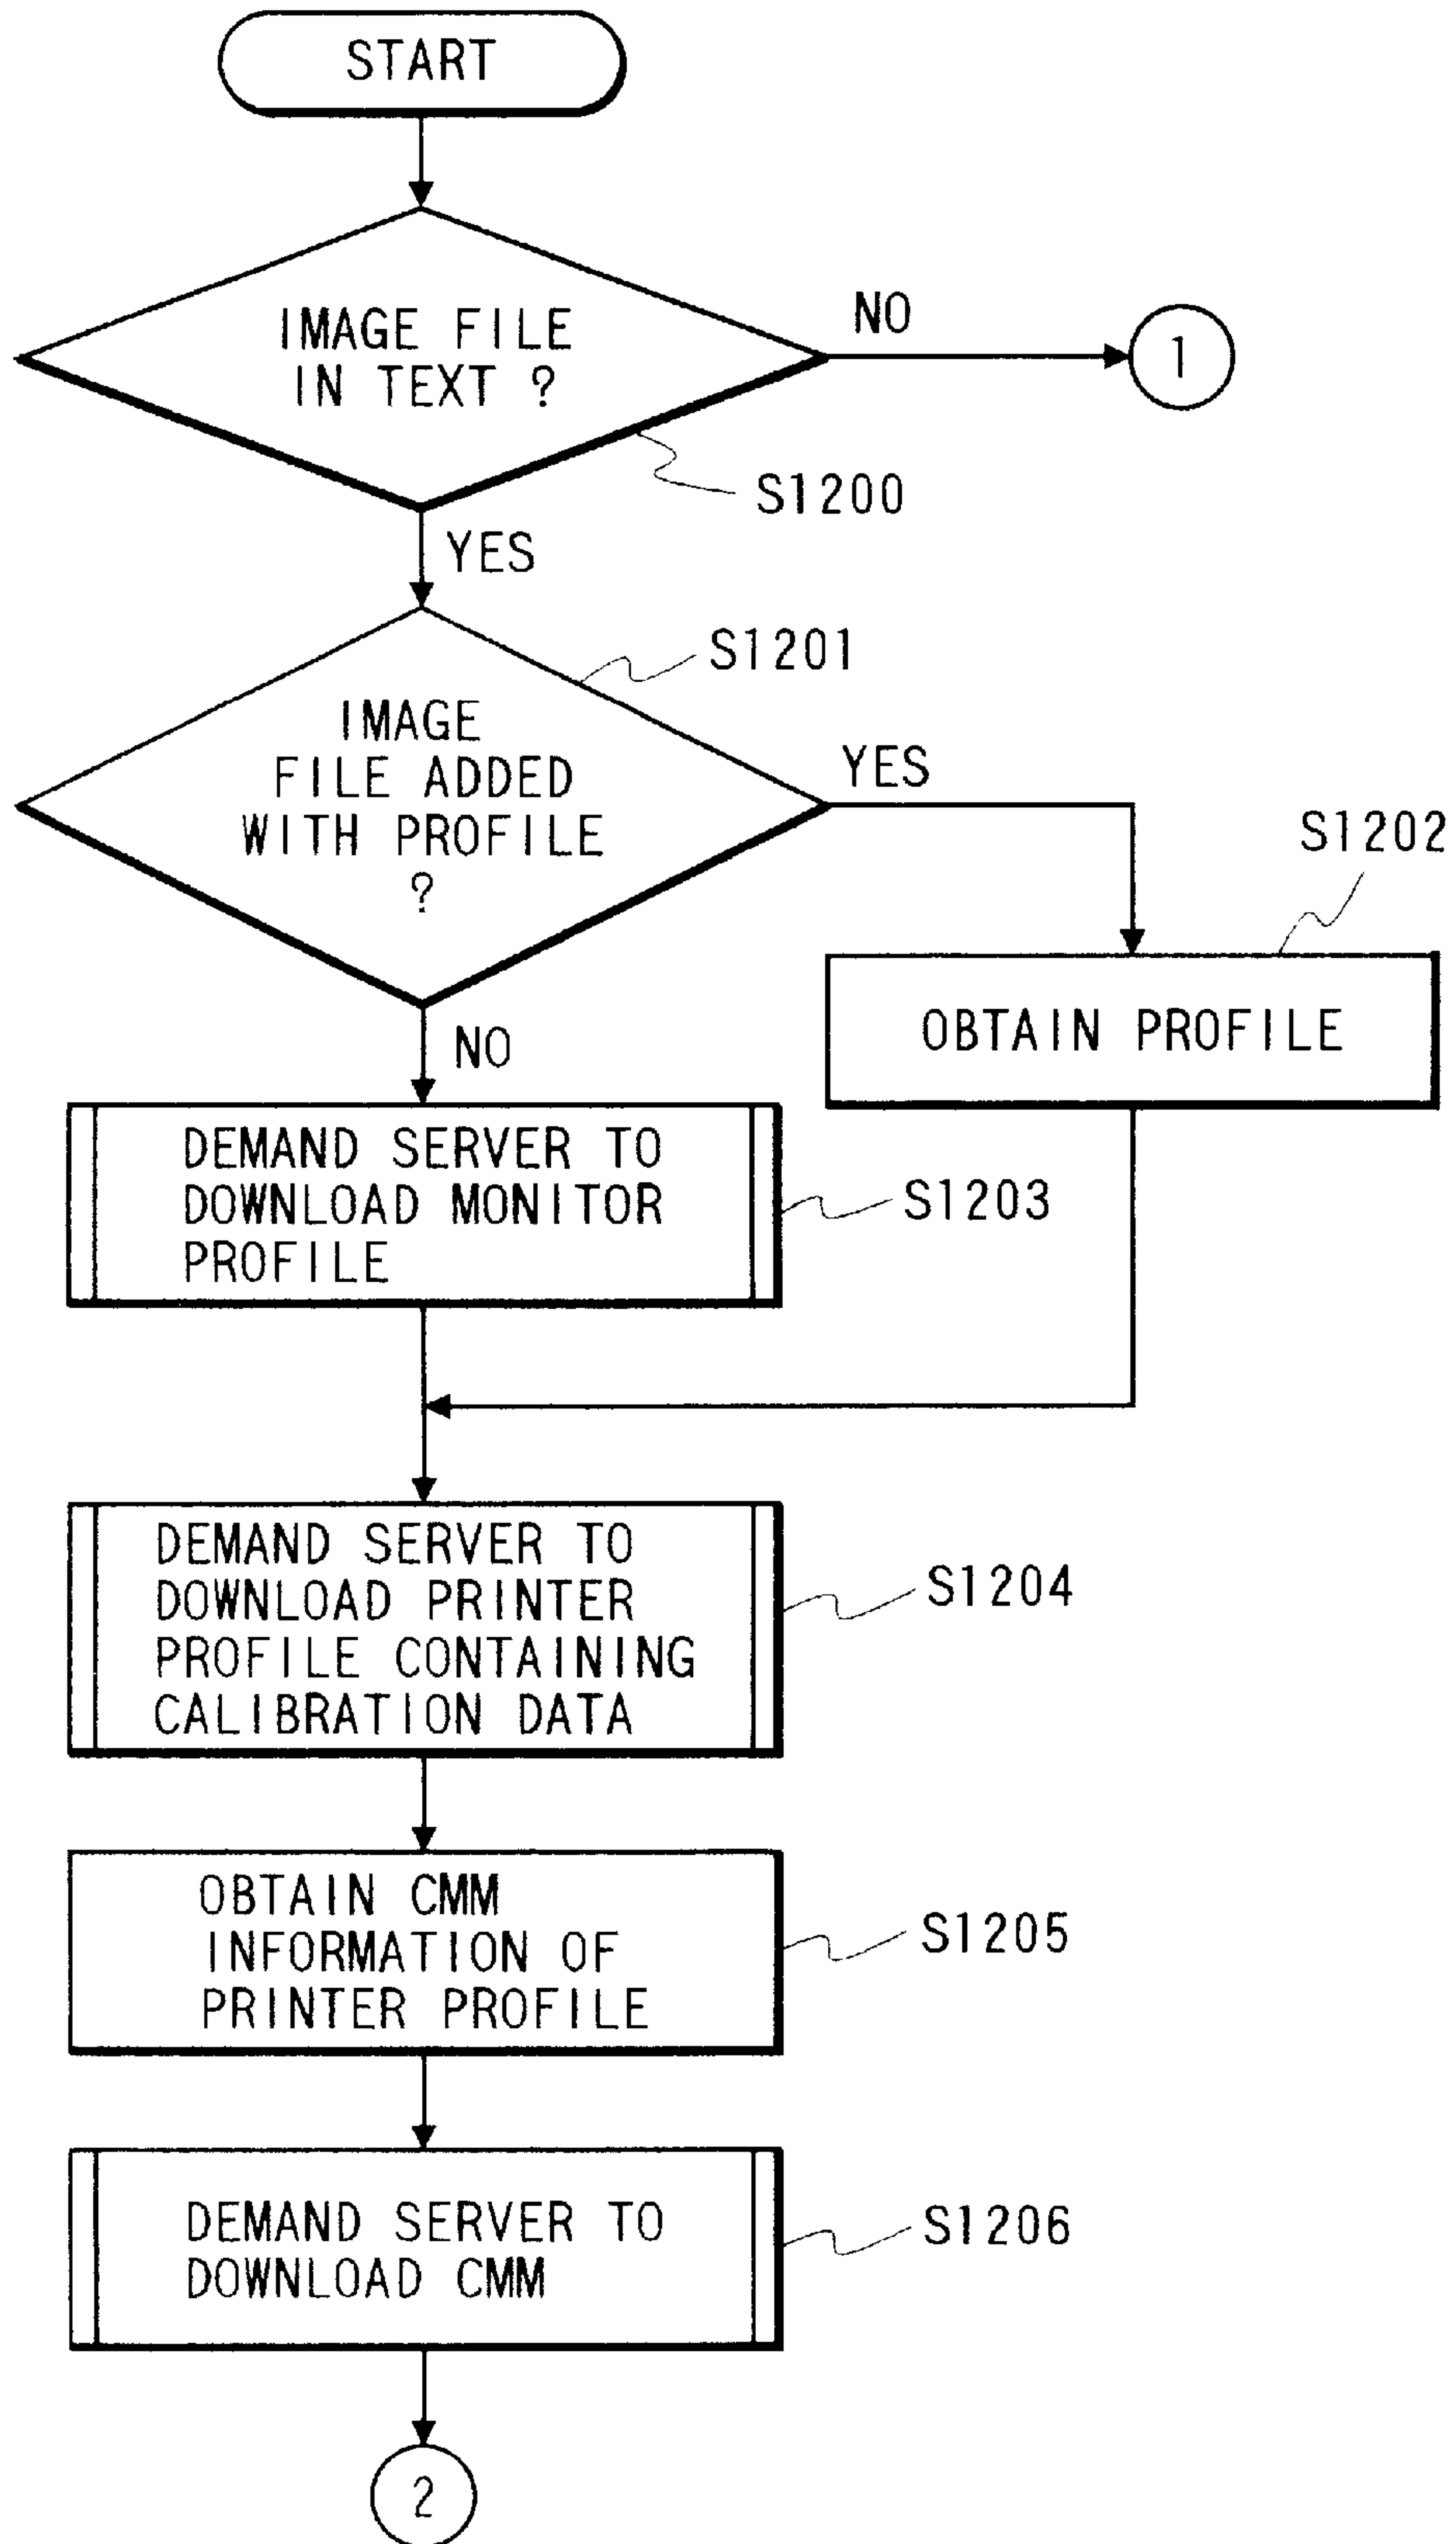 START
IMAGE FILE
IN TEXT ?
NO
1
S1200
YES
S1201
IMAGE
FILE ADDED
WITH PROFILE
?
YES
S1202
OBTAIN PROFILE
NO
DEMAND SERVER TO
DOWNLOAD MONITOR
PROFILE
S1203
DEMAND SERVER TO
DOWNLOAD PRINTER
PROFILE CONTAINING
CALIBRATION DATA
S1204
OBTAIN CMM
INFORMATION OF
PRINTER PROFILE
S1205
DEMAND SERVER TO
DOWNLOAD CMM
S1206
2